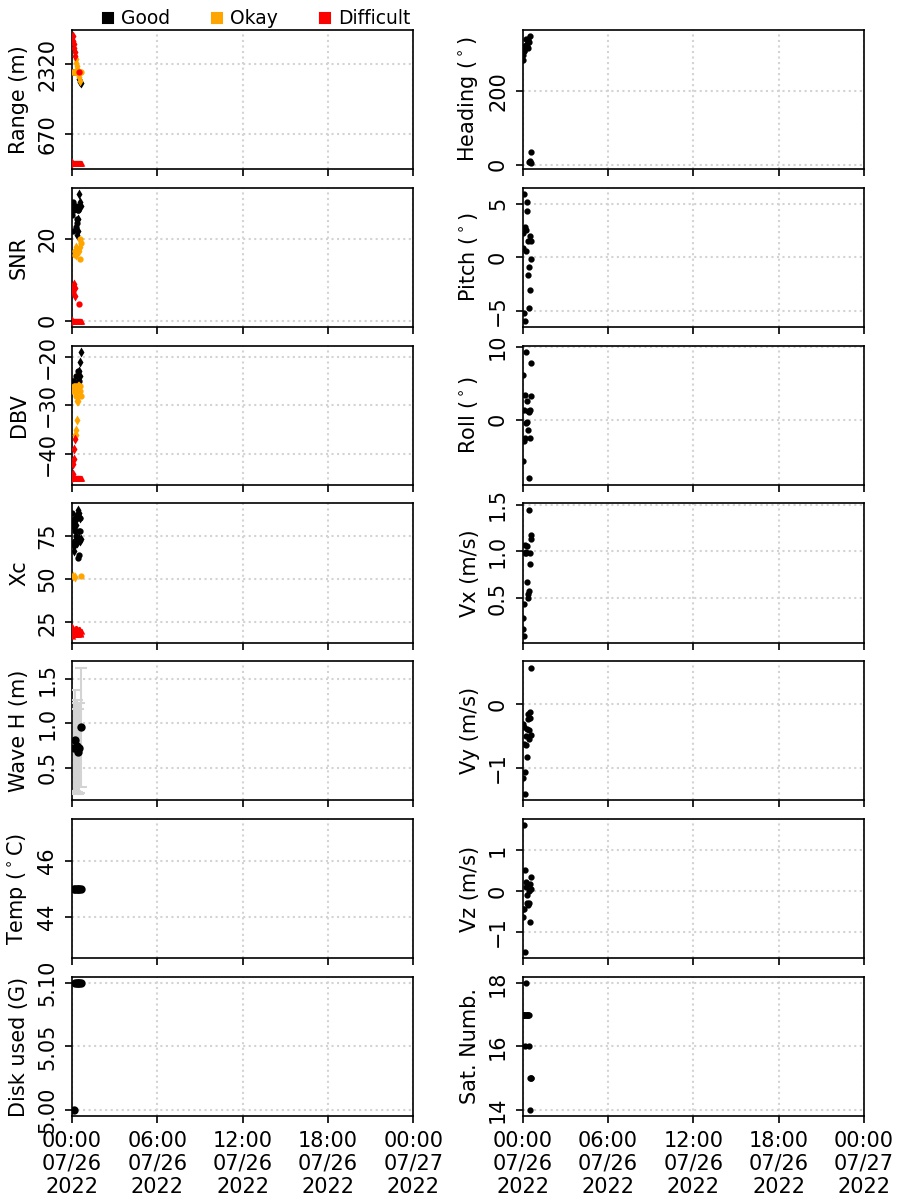 Good Okay Difficult
Range (m)
2320
670
Heading (°)
200
0
SNR
20
0
Pitch (°)
5
0
−5
DBV
−20
−30
−40
Roll (°)
10
0
Xc
75
50
25
Vx (m/s)
1.5
1.0
0.5
Wave H (m)
1.5
1.0
0.5
Vy (m/s)
0
−1
Temp (°C)
46
44
Vz (m/s)
1
0
−1
Disk used (G)
5.10
5.05
5.00
Sat. Numb.
18
16
14
00:00 06:00 12:00 18:00 00:00
07/26 07/26 07/26 07/26 07/27
2022 2022 2022 2022 2022
00:00 06:00 12:00 18:00 00:00
07/26 07/26 07/26 07/26 07/27
2022 2022 2022 2022 2022